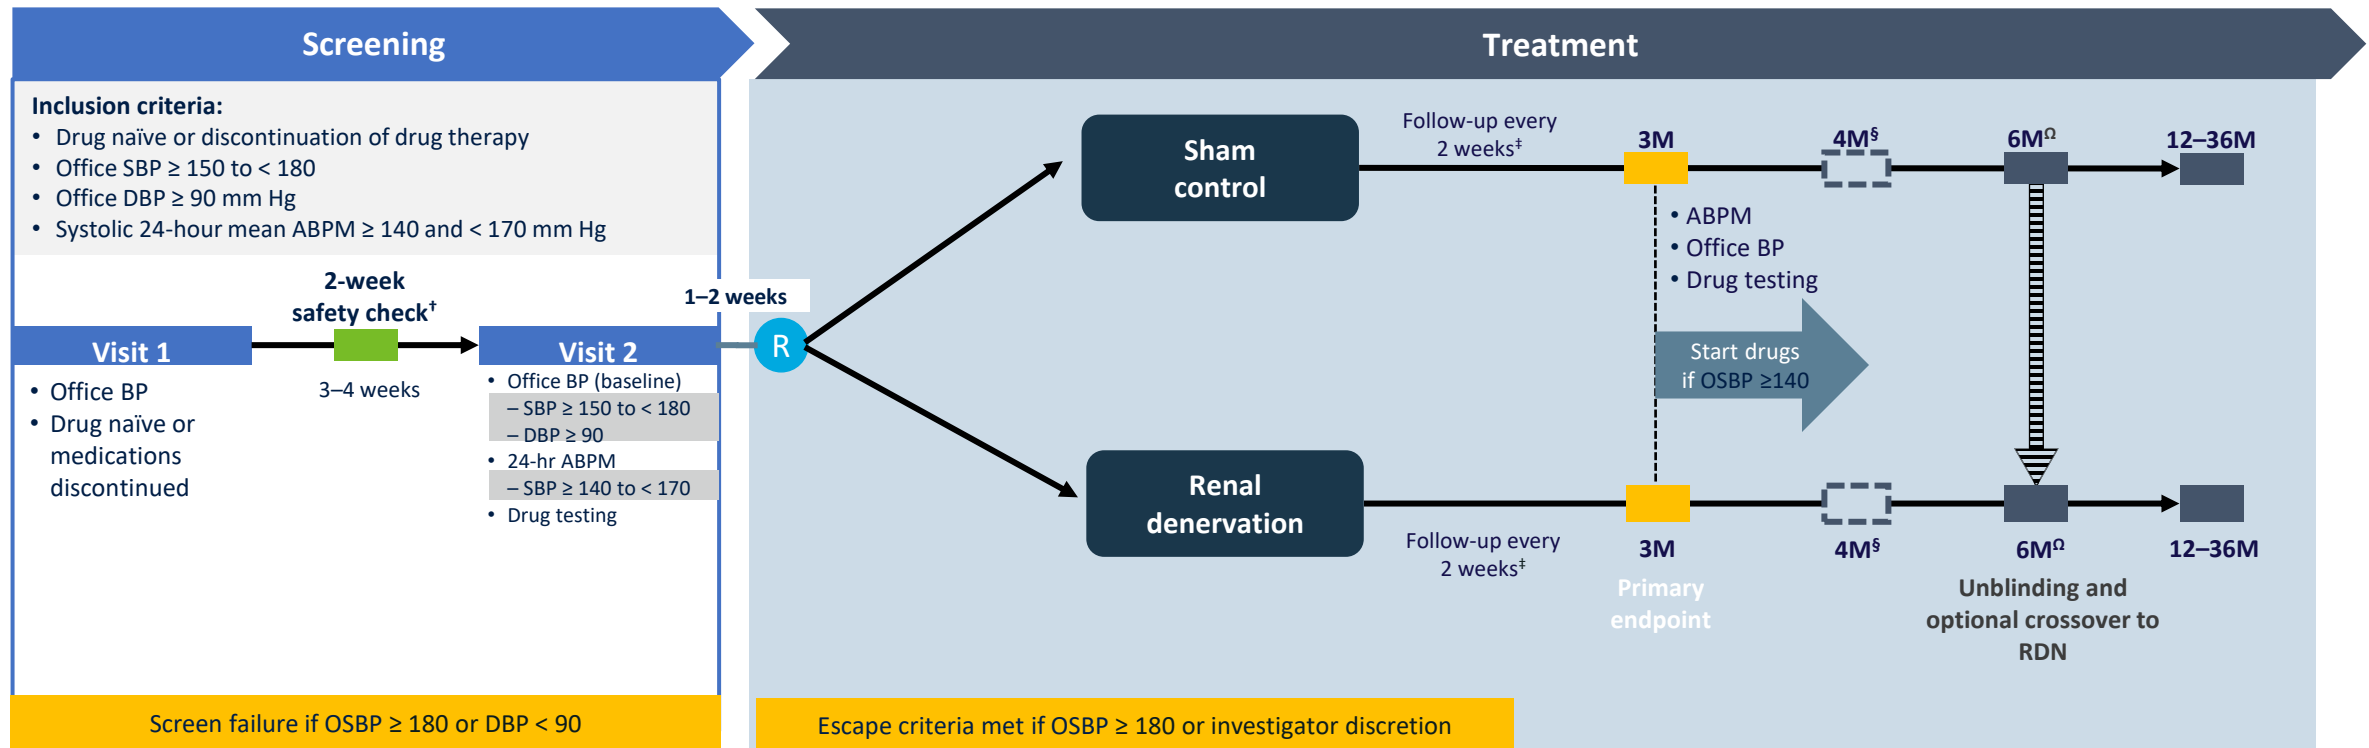 Screening
Treatment
Inclusion criteria:
• Drug naïve or discontinuation of drug therapy
• Office SBP ≥ 150 to < 180
• Office DBP ≥ 90 mm Hg
• Systolic 24-hour mean ABPM ≥ 140 and < 170 mm Hg
2-week
safety check†
Visit 1
3–4 weeks
• Office BP
• Drug naïve or
medications
discontinued
Visit 2
• Office BP (baseline)
– SBP ≥ 150 to < 180
– DBP ≥ 90
• 24-hr ABPM
– SBP ≥ 140 to < 170
• Drug testing
1–2 weeks
R
Sham
control
Follow-up every
2 weeks‡
3M
4M§
6MΩ
12–36M
• ABPM
• Office BP
• Drug testing
Start drugs
if OSBP ≥140
Renal
denervation
Follow-up every
2 weeks‡
3M
4M§
6MΩ
12–36M
Primary
endpoint
Unblinding and
optional crossover to
RDN
Screen failure if OSBP ≥ 180 or DBP < 90
Escape criteria met if OSBP ≥ 180 or investigator discretion